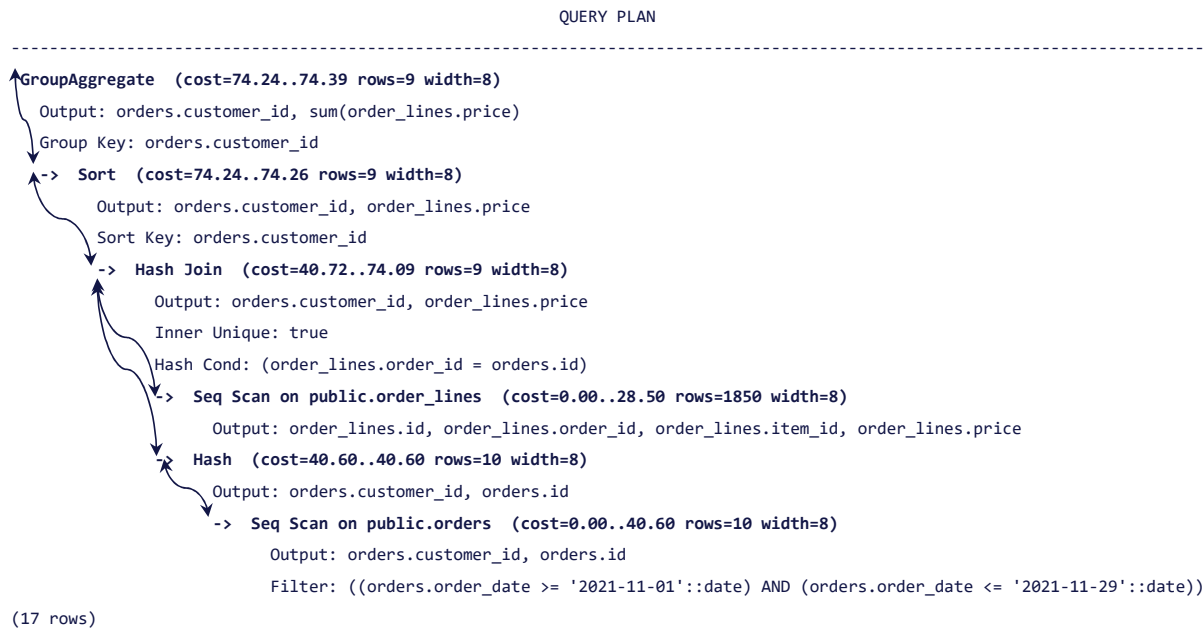 QUERY PLAN
-----------------------------------------------------------------------------------------------------------------------------
GroupAggregate (cost=74.24..74.39 rows=9 width=8)
Output: orders.customer_id, sum(order_lines.price)
Group Key: orders.customer_id
-> Sort (cost=74.24..74.26 rows=9 width=8)
Output: orders.customer_id, order_lines.price
Sort Key: orders.customer_id
-> Hash Join (cost=40.72..74.09 rows=9 width=8)
Output: orders.customer_id, order_lines.price
Inner Unique: true
Hash Cond: (order_lines.order_id = orders.id)
-> Seq Scan on public.order_lines (cost=0.00..28.50 rows=1850 width=8)
Output: order_lines.id, order_lines.order_id, order_lines.item_id, order_lines.price
-> Hash (cost=40.60..40.60 rows=10 width=8)
Output: orders.customer_id, orders.id
-> Seq Scan on public.orders (cost=0.00..40.60 rows=10 width=8)
Output: orders.customer_id, orders.id
Filter: ((orders.order_date >= '2021-11-01'::date) AND (orders.order_date <= '2021-11-29'::date))
(17 rows)